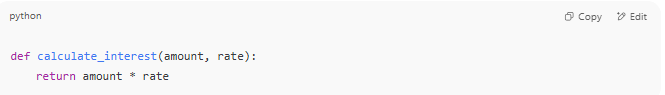 python
Copy
Edit
def calculate_interest(amount, rate):
    return amount * rate